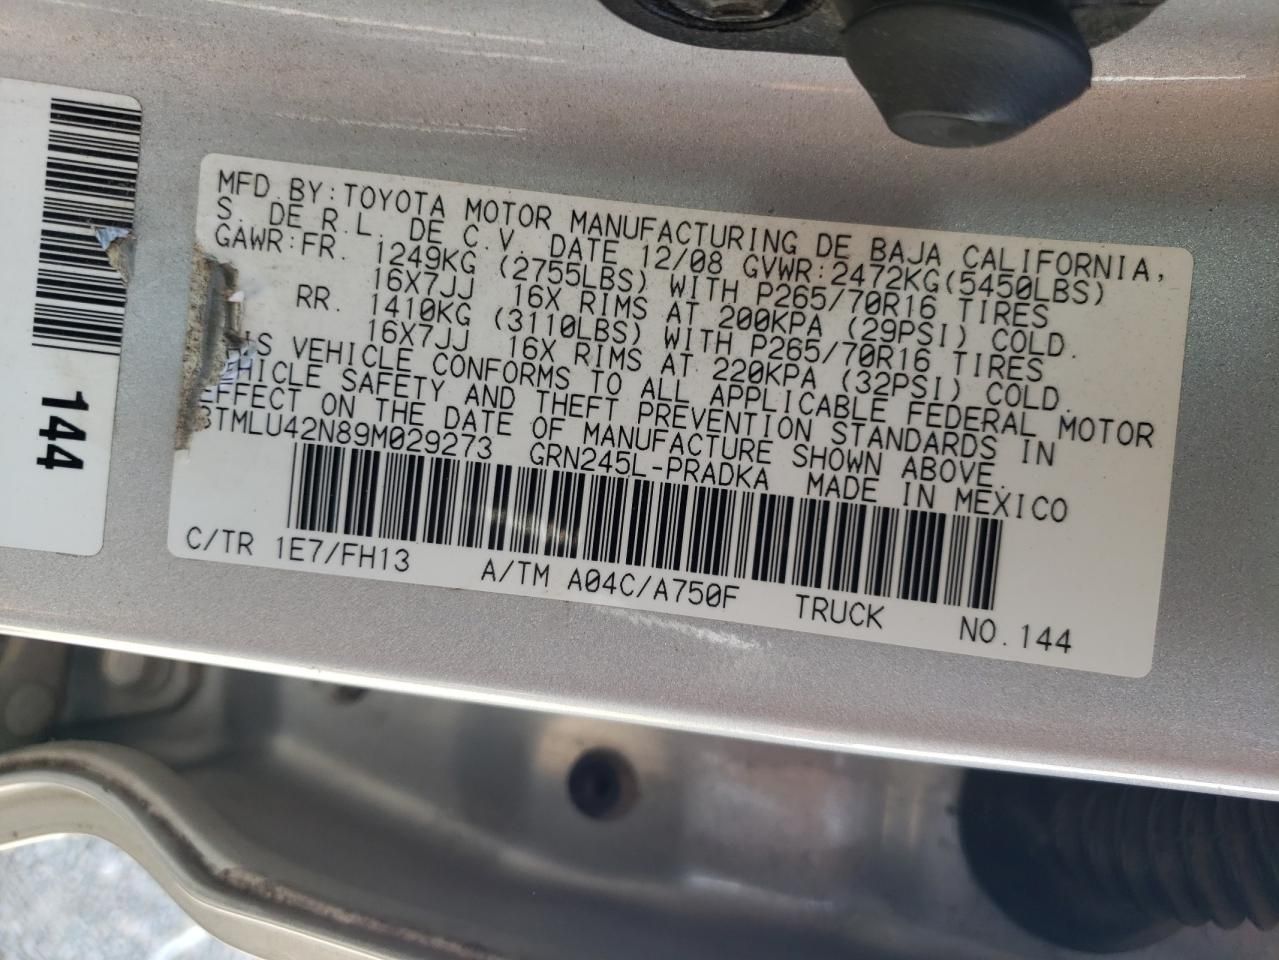 MFD.BY:TOYOTA MOTOR MANUFACTURING DE BAJA CALIFORNIA,
S. DE R.L. DE C.V. DATE 12/08 GVWR:2472KG(5450LBS)
GAWR:FR. 1249KG (2755LBS) WITH P265/70R16 TIRES
16X7JJ 16X RIMS AT 200KPA (29PSI) COLD.
RR. 1410KG (3110LBS) WITH P265/70R16 TIRES
16X7JJ 16X RIMS AT 220KPA (32PSI) COLD.
IS VEHICLE CONFORMS TO ALL APPLICABLE FEDERAL MOTOR
HICLE SAFETY AND THEFT PREVENTION STANDARDS IN
EFFECT ON THE DATE OF MANUFACTURE SHOWN ABOVE.
3TMLU42N89M029273 GRN245L-PRADKA MADE IN MEXICO
C/TR 1E7/FH13 A/TM A04C/A750F TRUCK NO.144
144